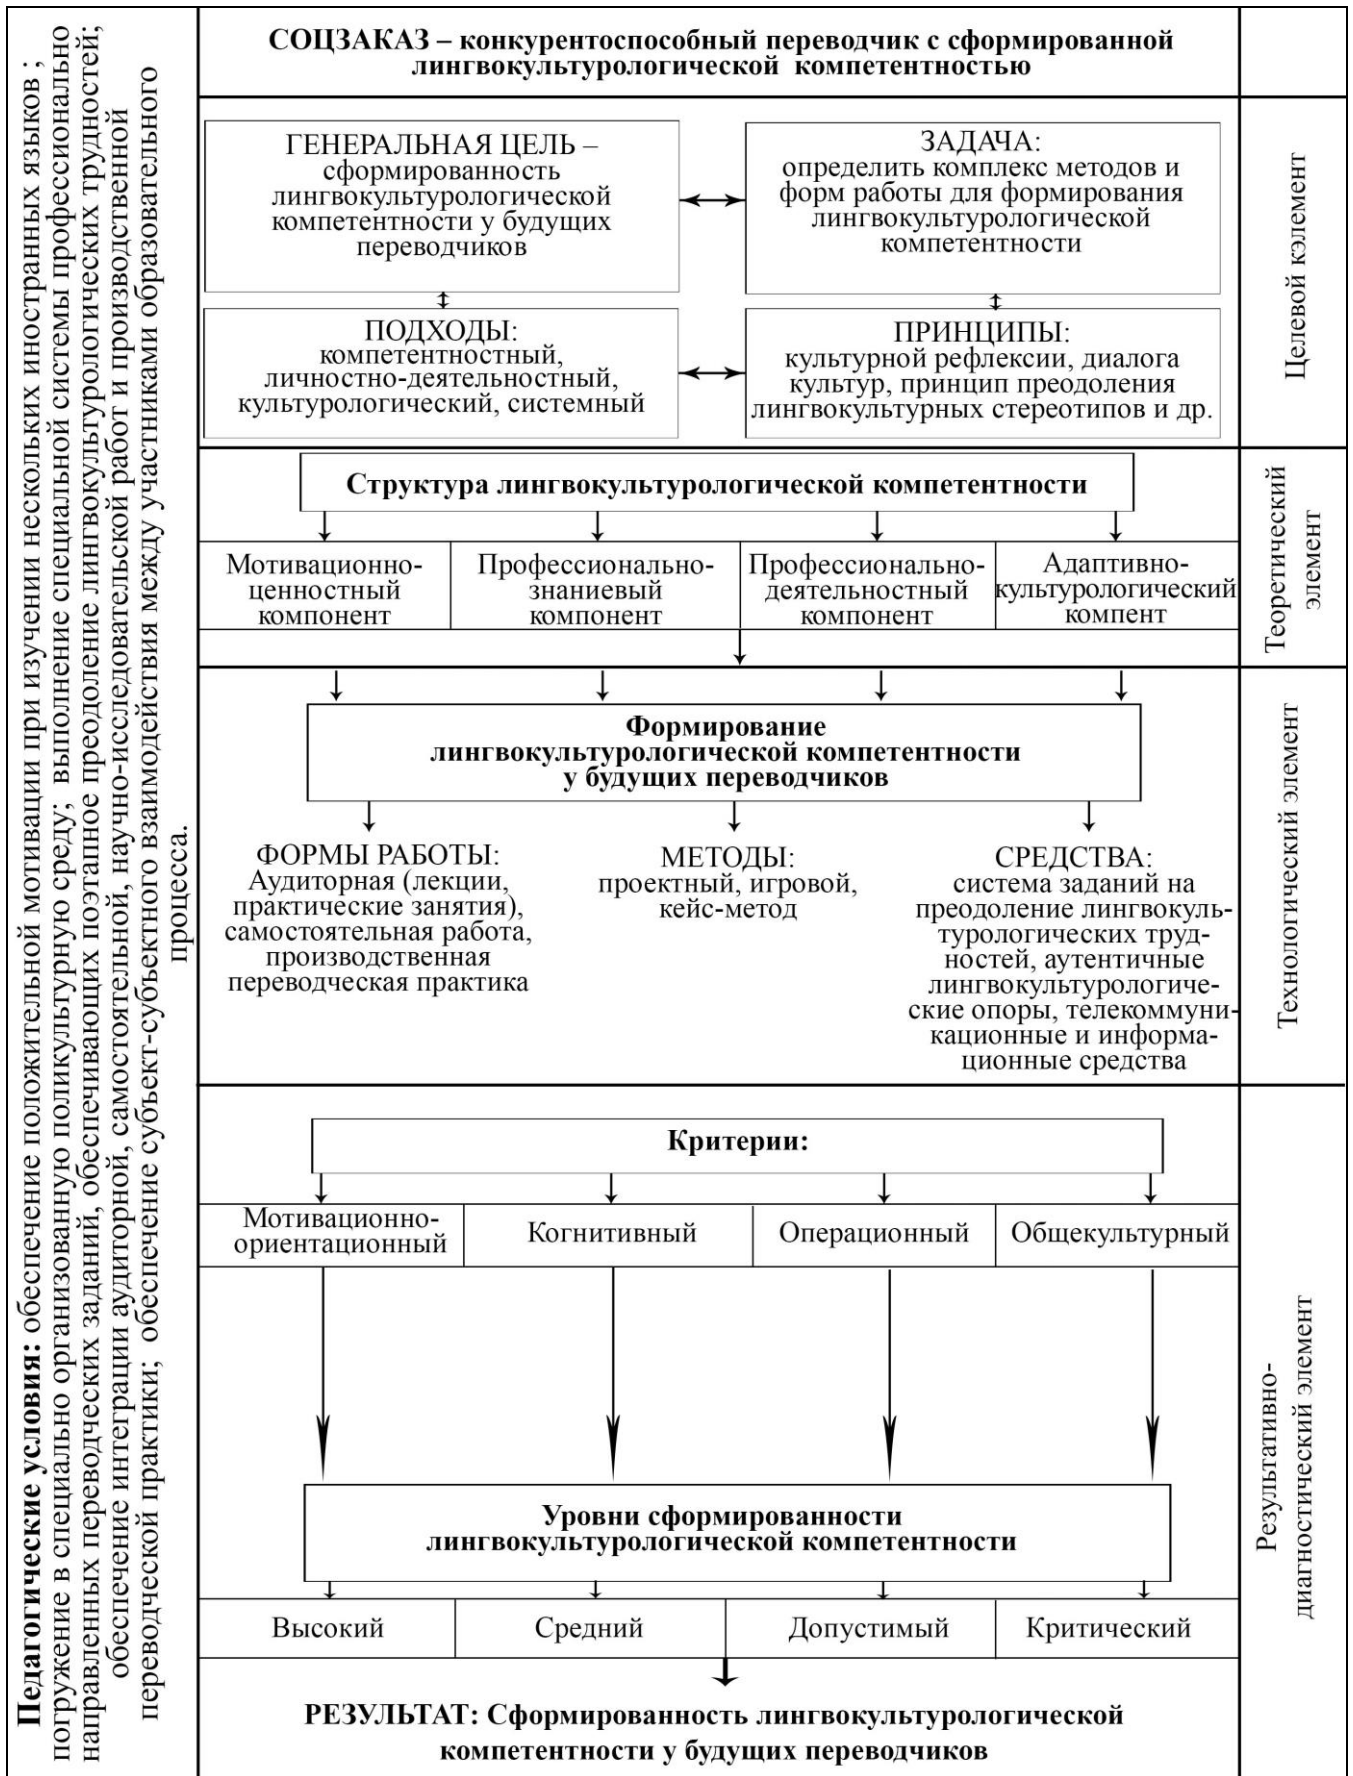 Педагогические условия: обеспечение положительной мотивации при изучении нескольких иностранных языков ;
погружение в специально организованную поликультурную среду;  выполнение специальной системы профессионально
направленных переводческих заданий, обеспечивающих поэтапное преодоление лингвокультурологических трудностей;
обеспечение интеграции аудиторной, самостоятельной, научно-исследовательской работ и производственной
переводческой практики;  обеспечение субъект-субъектного взаимодействия между участниками образовательного
процесса.
СОЦЗАКАЗ – конкурентоспособный переводчик с сформированной
лингвокультурологической компетентностью
ГЕНЕРАЛЬНАЯ ЦЕЛЬ –
сформированность
лингвокультурологической
компетентности у будущих
переводчиков
ЗАДАЧА:
определить комплекс методов и
форм работы для формирования
лингвокультурологической
компетентности
ПОДХОДЫ:
компетентностный,
личностно-деятельностный,
культурологический, системный
ПРИНЦИПЫ:
культурной рефлексии, диалога
культур, принцип преодоления
лингвокультурных стереотипов и др.
Целевой кэлемент
Структура лингвокультурологической компетентности
Мотивационно-
ценностный
компонент
Профессионально-
знаниевый
компонент
Профессионально-
деятельностный
компонент
Адаптивно-
культурологический
компент
Теоретический
элемент
Формирование
лингвокультурологической компетентности
у будущих переводчиков
ФОРМЫ РАБОТЫ:
Аудиторная (лекции,
практические занятия),
самостоятельная работа,
производственная
переводческая практика
МЕТОДЫ:
проектный, игровой,
кейс-метод
СРЕДСТВА:
система заданий на
преодоление лингвокуль-
турологических труд-
ностей, аутентичные
лингвокультурологиче-
ские опоры, телекоммуни-
кационные и информа-
ционные средства
Технологический элемент
Критерии:
Мотивационно-
ориентационный
Когнитивный
Операционный
Общекультурный
Уровни сформированности
лингвокультурологической компетентности
Высокий
Средний
Допустимый
Критический
РЕЗУЛЬТАТ: Сформированность лингвокультурологической
компетентности у будущих переводчиков
Результативно-
диагностический элемент